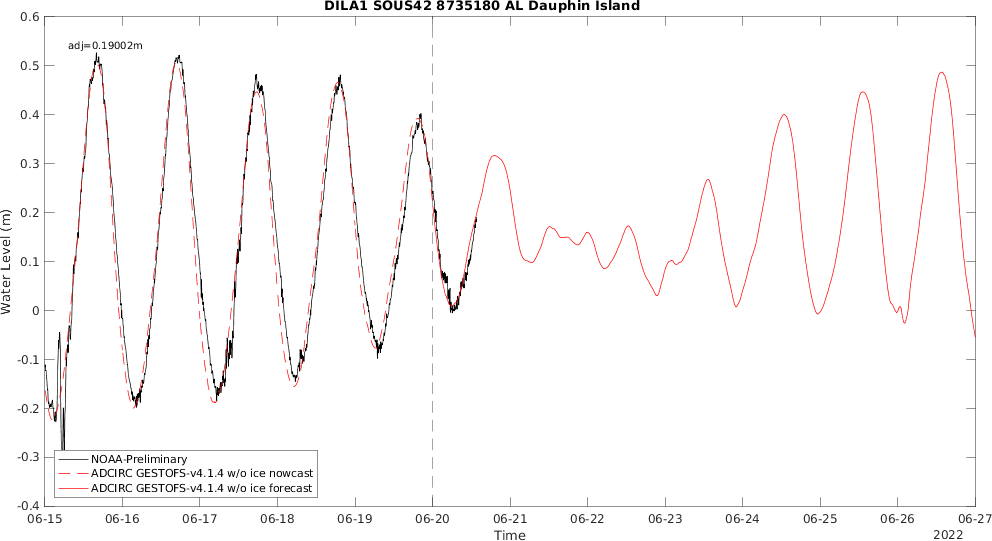 DILA1 SOUS42 8735180 AL Dauphin Island
adj=0.19002m
0.6
0.5
0.4
0.3
0.2
0.1
0
-0.1
-0.2
-0.3
-0.4
Water Level (m)
NOAA-Preliminary
ADCIRC GESTOFS-v4.1.4 w/o ice nowcast
ADCIRC GESTOFS-v4.1.4 w/o ice forecast
06-15 06-16 06-17 06-18 06-19 06-20 06-21 06-22 06-23 06-24 06-25 06-26 06-27
Time
2022